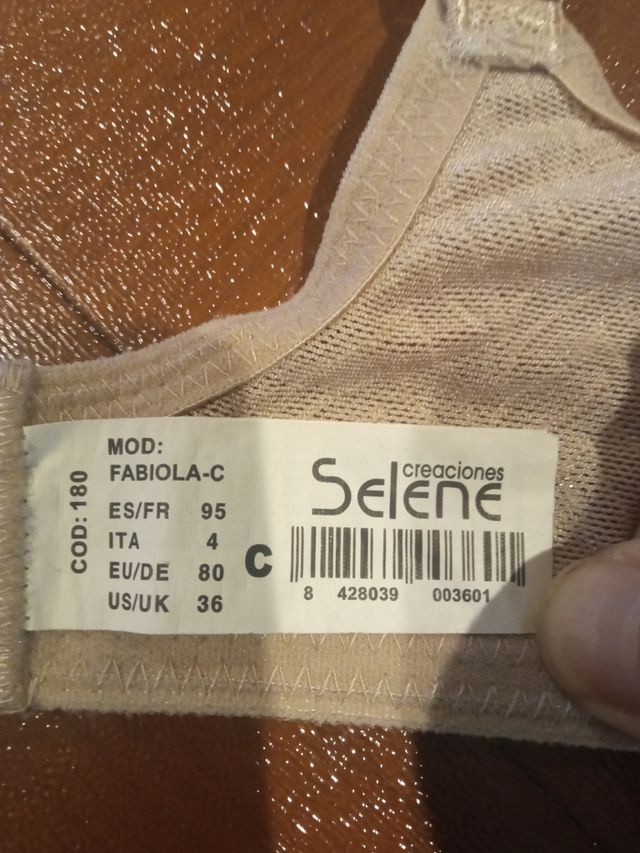 COD: 180
MOD:
FABIOLA-C
ES/FR 95
ITA 4
EU/DE 80
US/UK 36
C
creaciones
Selene
8 428039 003601